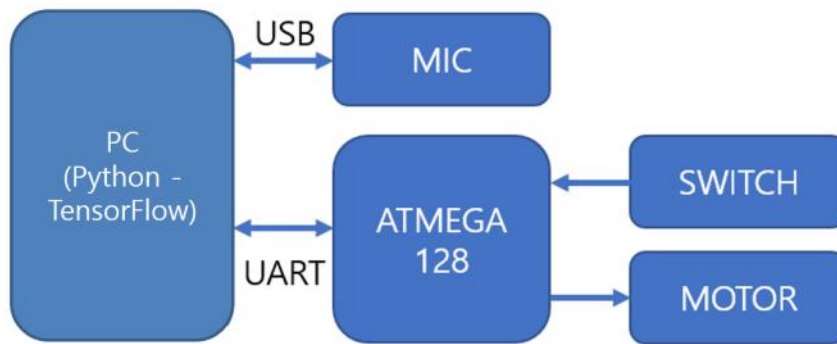 USB
MIC
PC
(Python -
TensorFlow)
SWITCH
ATMEGA
128
UART
MOTOR